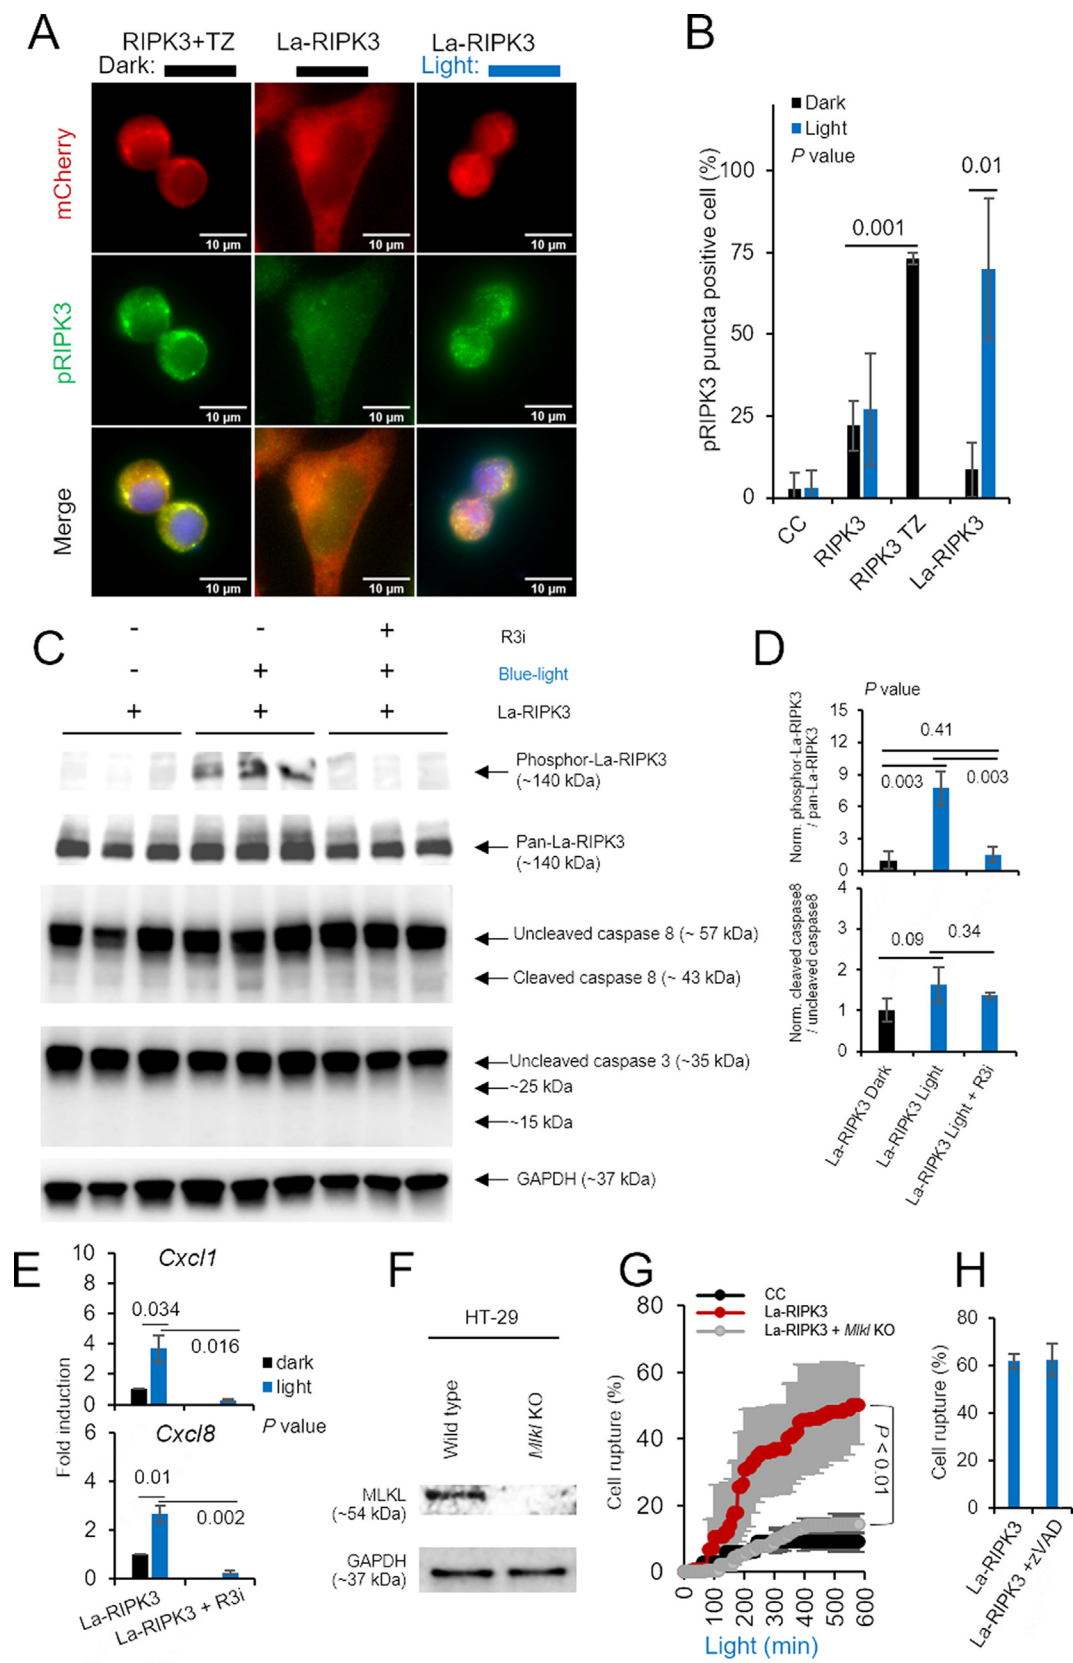 A
RIPK3+TZ La-RIPK3 La-RIPK3
Dark: Light:
mCherry
10 µm 10 µm 10 µm
pRIPK3
10 µm 10 µm 10 µm
Merge
10 µm 10 µm 10 µm
B
Dark
Light
P value
pRIPK3 puncta positive cell (%)
100
75
50
25
0
0.001
0.01
CC RIPK3 RIPK3 TZ La-RIPK3
C
- - + R3i
- + + Blue-light
+ + + La-RIPK3
Phosphor-La-RIPK3
(~140 kDa)
Pan-La-RIPK3
(~140 kDa)
Uncleaved caspase 8 (~ 57 kDa)
Cleaved caspase 8 (~ 43 kDa)
Uncleaved caspase 3 (~35 kDa)
~25 kDa
~15 kDa
GAPDH (~37 kDa)
D
P value
Norm. phosphor-La-RIPK3
/ pan-La-RIPK3
15
12
9
6
3
0
0.41
0.003 0.003
Norm. cleaved caspase8
/ uncleaved caspase8
4
3
2
1
0
0.09 0.34
La-RIPK3 Dark
La-RIPK3 Light
La-RIPK3 Light + R3i
E
Fold induction
Cxcl1
10
8
6
4
2
0
0.034
0.016
dark
light
P value
Cxcl8
6
4
2
0
0.01
0.002
La-RIPK3
La-RIPK3 + R3i
F
HT-29
Wild type
Mlkl KO
MLKL
(~54 kDa)
GAPDH
(~37 kDa)
G
CC
La-RIPK3
La-RIPK3 + Mlkl KO
Cell rupture (%)
80
60
40
20
0
P < 0.01
0 100 200 300 400 500 600
Light (min)
H
Cell rupture (%)
80
60
40
20
0
La-RIPK3
La-RIPK3 +zVAD